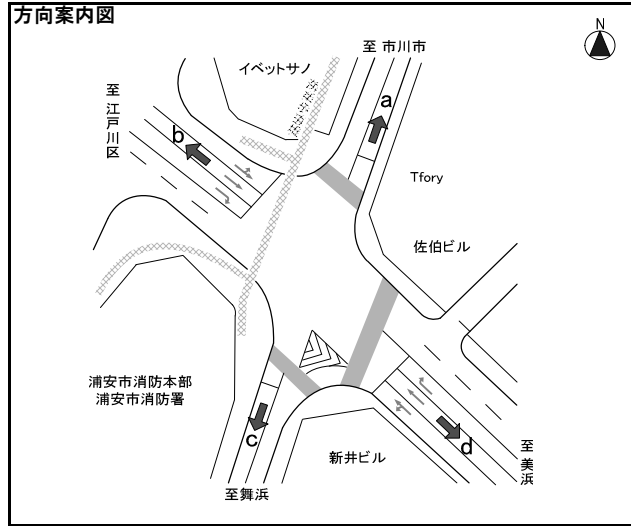 方向案内図
N
至 市川市
イベットサノ
至 江戸川区
a
b
Tfory
佐伯ビル
浦安市消防本部
浦安市消防署
c
d
新井ビル
至 美浜
至舞浜